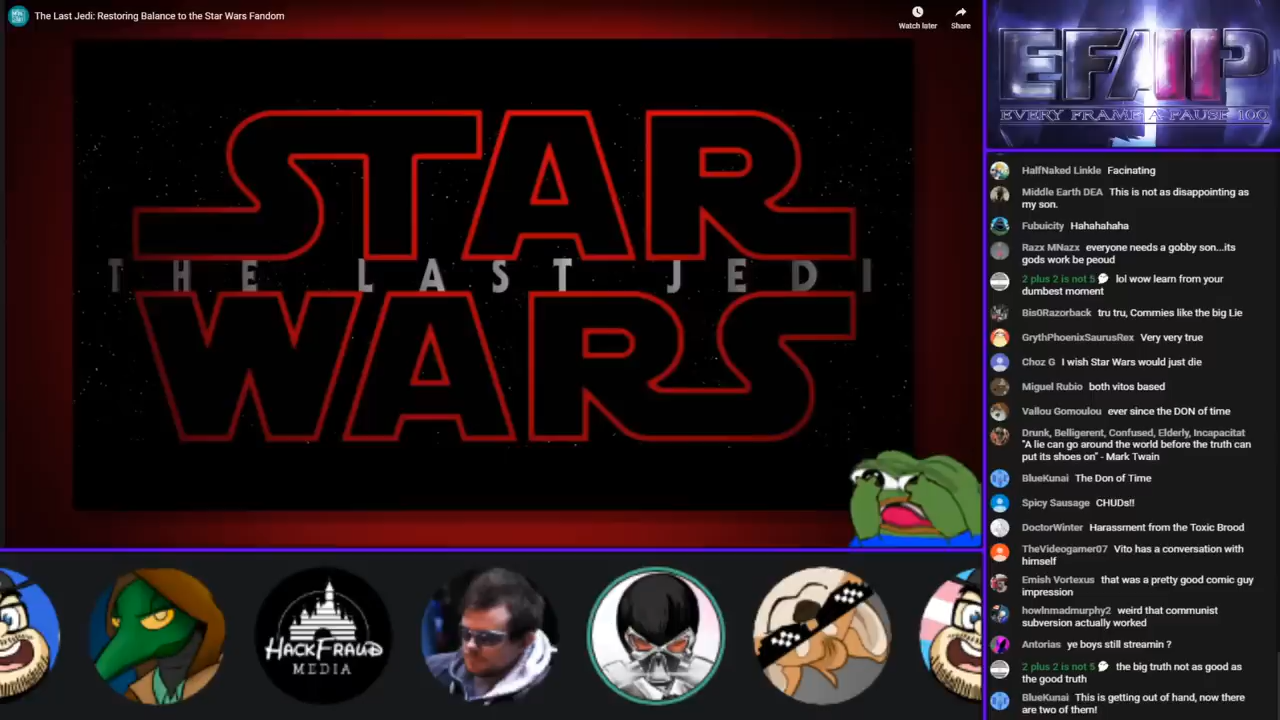 The Last Jedi: Restoring Balance to the Star Wars Fandom
Watch later
Share
STAR
THE LAST JEDI
WARS
HACKFRAUD
MEDIA
EFAP
EVERY FRAME A PAUSE 100
HalfNaked Linkle Facinating
Middle Earth DEA This is not as disappointing as
my son.
Fubuicity Hahahahaha
Razx MNazx everyone needs a gobby son...its
gods work be peoud
2 plus 2 is not 5 lol wow learn from your
dumbest moment
Bis0Razorback tru tru, Commies like the big Lie
GrythPhoenixSaurusRex Very very true
Choz G I wish Star Wars would just die
Miguel Rubio both vitos based
Vallou Gomoulou ever since the DON of time
Drunk, Belligerent, Confused, Elderly, Incapacitat
"A lie can go around the world before the truth can
put its shoes on" - Mark Twain
BlueKunai The Don of Time
Spicy Sausage CHUDs!!
DoctorWinter Harassment from the Toxic Brood
TheVideogamer07 Vito has a conversation with
himself
Emish Vortexus that was a pretty good comic guy
impression
howlnmadmurphy2 weird that communist
subversion actually worked
Antorias ye boys still streamin ?
2 plus 2 is not 5 the big truth not as good as
the good truth
BlueKunai This is getting out of hand, now there
are two of them!